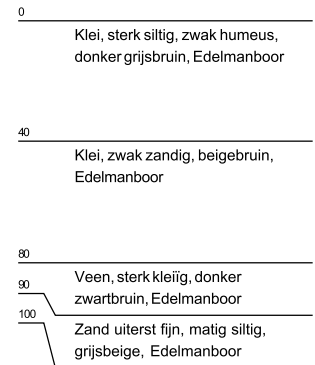 0
Klei, sterk siltig, zwak humeus,
donker grijsbruin, Edelmanboor
40
Klei, zwak zandig, beigebruin,
Edelmanboor
80
Veen, sterk kleiïg, donker
90
zwartbruin, Edelmanboor
100
Zand uiterst fijn, matig siltig,
grijsbeige, Edelmanboor